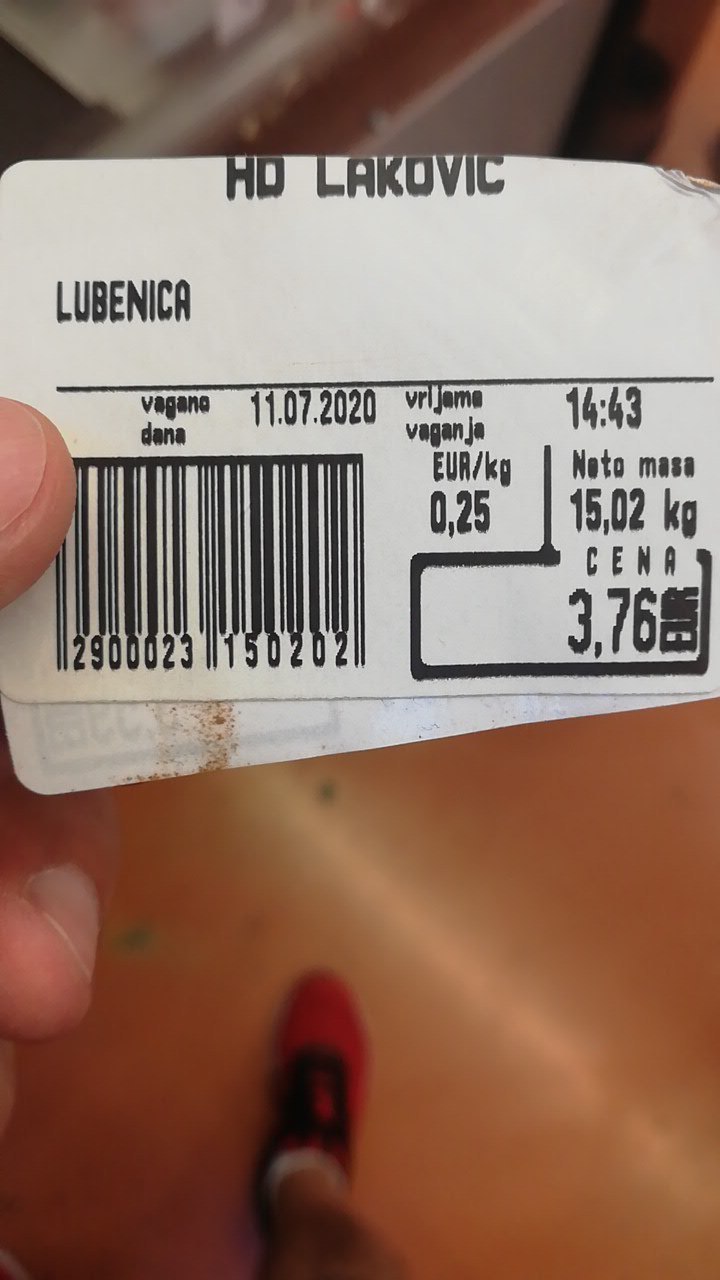 HD LAKOVIC
LUBENICA
vagano dana 11.07.2020 vrijeme vaganja 14:43
EUR/kg Neto masa
0,25 15,02 kg
CENA
3,76 EUR
2900023 150202